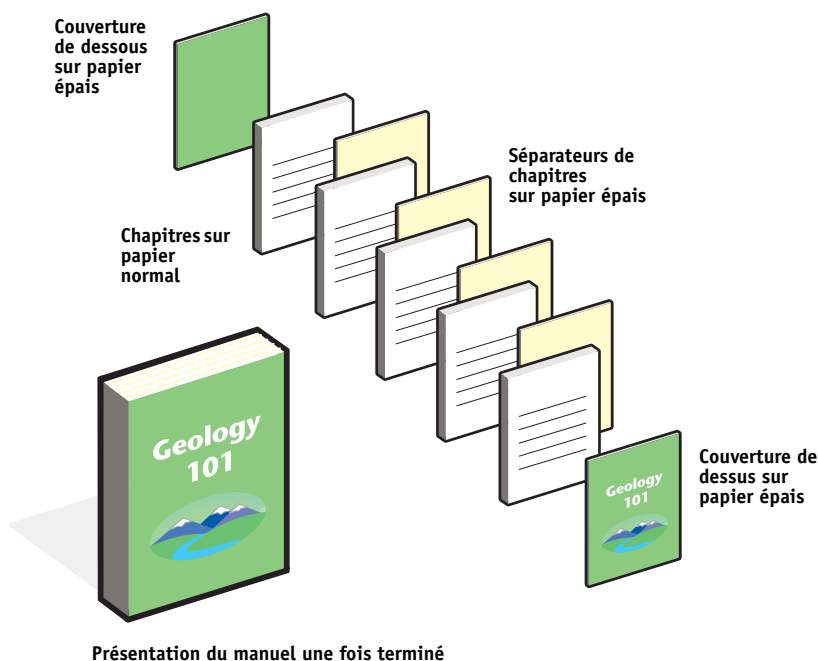 Couverture
de dessous
sur papier
épais
Séparateurs de
chapitres
sur papier épais
Chapitres sur
papier
normal
Geology
101
Couverture de
dessus sur
papier épais
Geology
101
Présentation du manuel une fois terminé